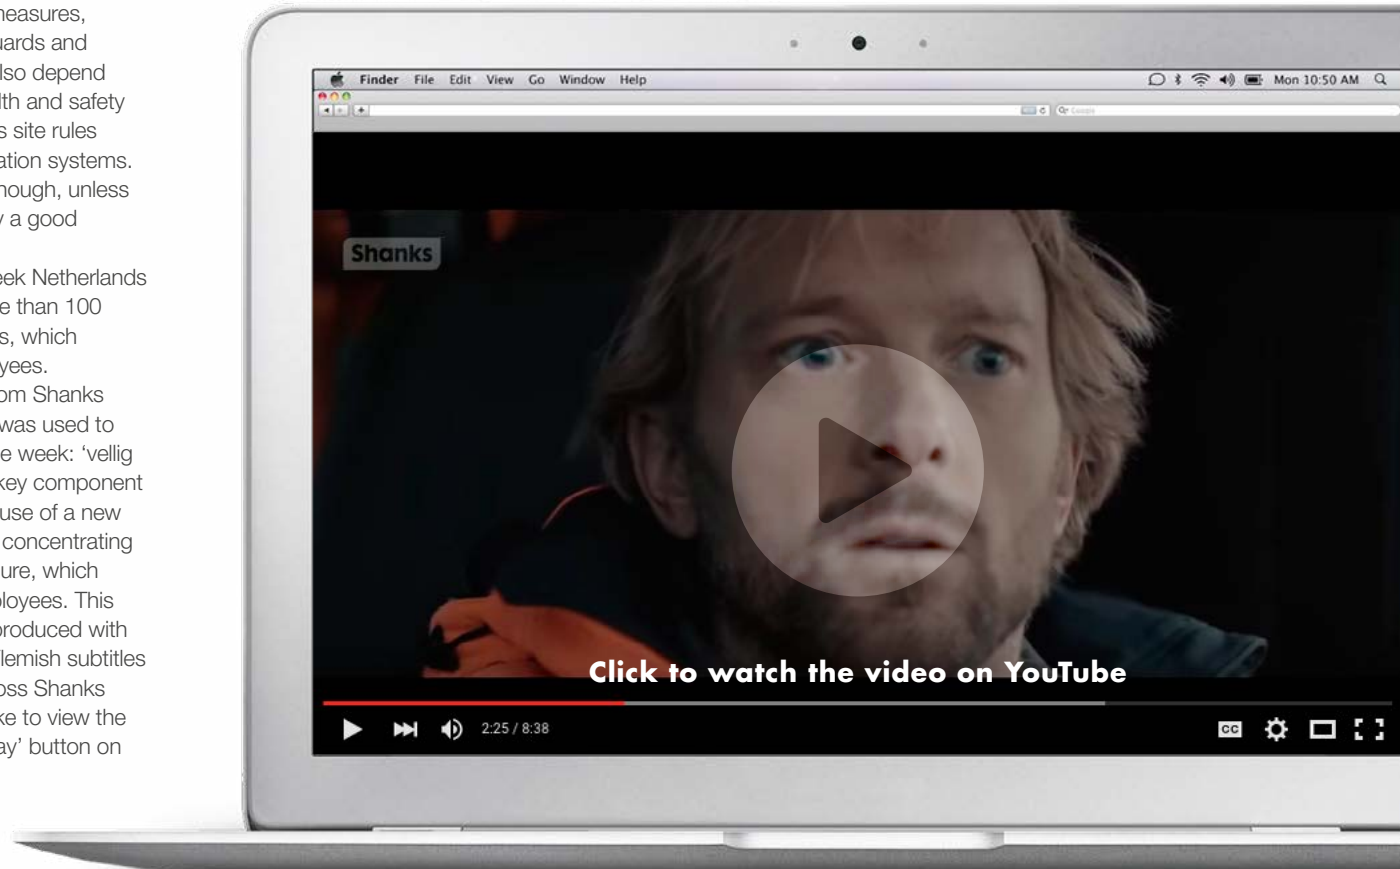 neasures,
uards and
lso depend
lth and safety
s site rules
ation systems.
nough, unless
y a good
eek Netherlands
e than 100
s, which
yees.
om Shanks
was used to
e week: ‘vellig
key component
use of a new
concentrating
ure, which
ployees. This
produced with
lemish subtitles
oss Shanks
ke to view the
ay’ button on
Finder File Edit View Go Window Help
Mon 10:50 AM
Google
Shanks
Click to watch the video on YouTube
2:25 / 8:38
CC